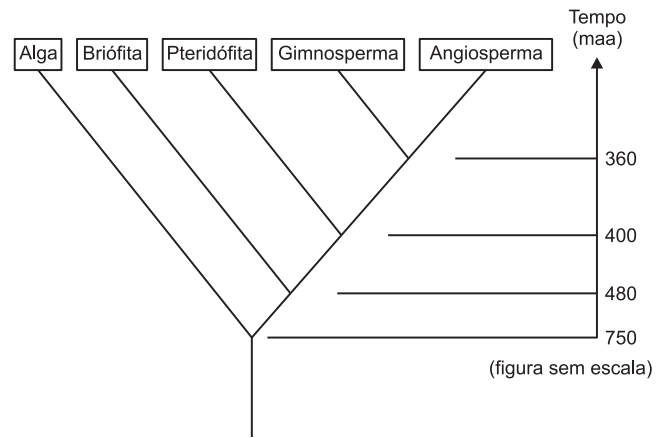 Tempo
(maa)
Alga Briófita Pteridófita Gimnosperma Angiosperma
360
400
480
750
(figura sem escala)